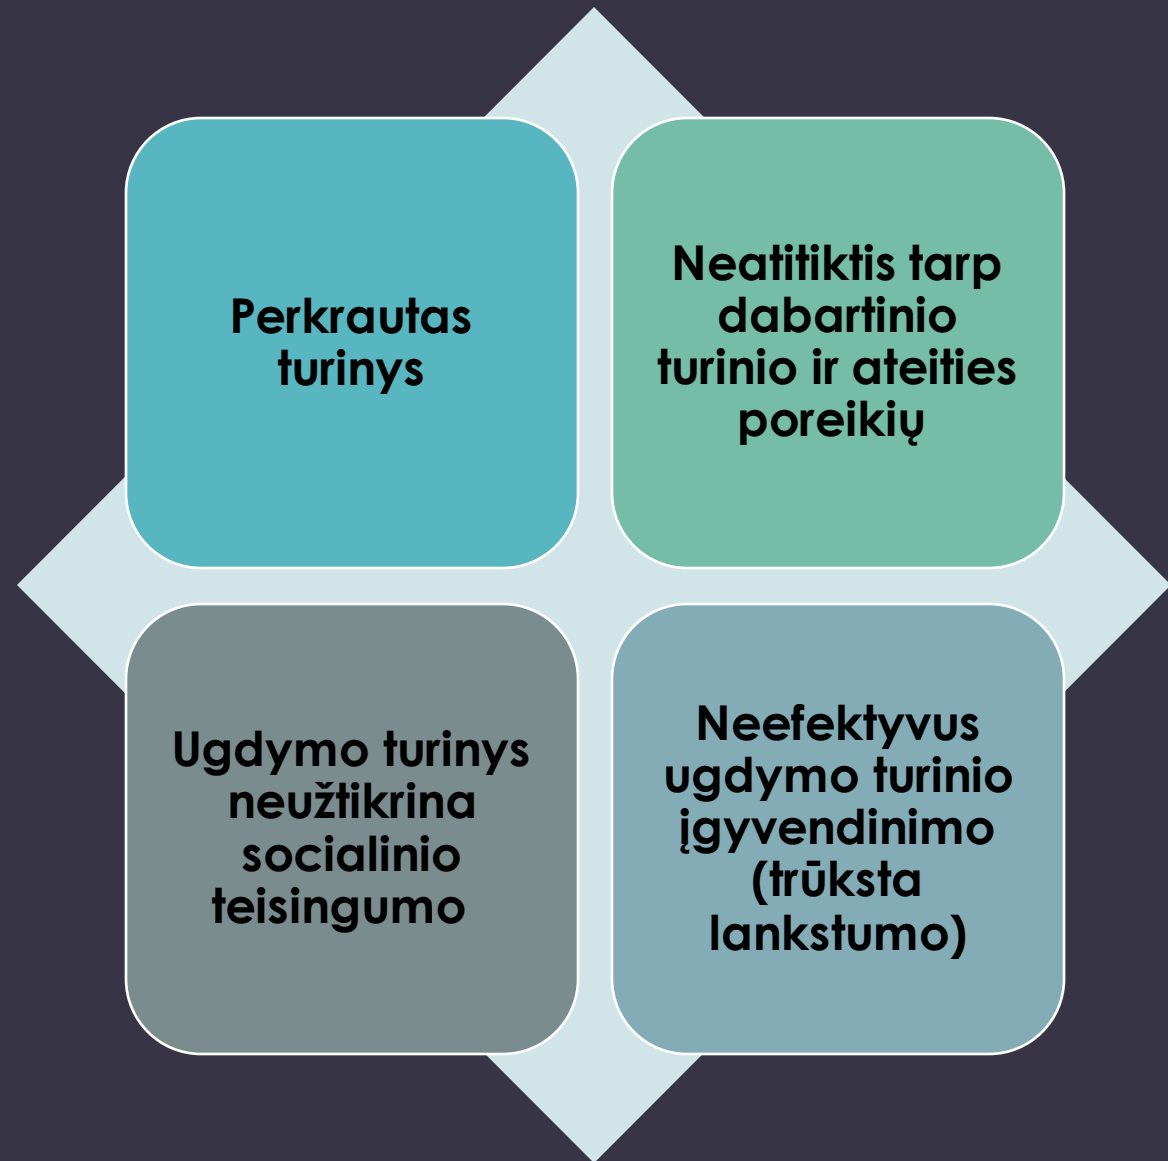 Perkrautas
turinys
Neatitiktis tarp
dabartinio
turinio ir ateities
poreikių
Ugdymo turinys
neužtikrina
socialinio
teisingumo
Neefektyvus
ugdymo turinio
įgyvendinimo
(trūksta
lankstumo)